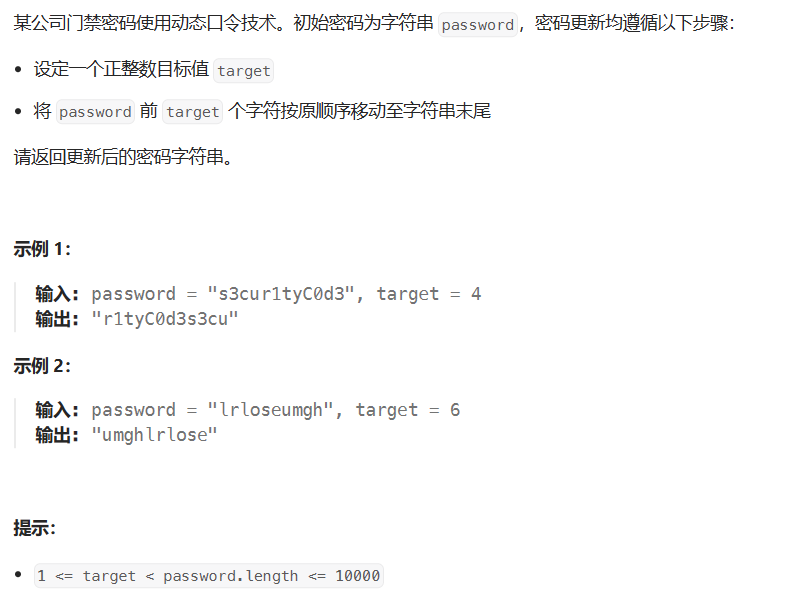 某公司门禁密码使用动态口令技术。初始密码为字符串 password，密码更新均遵循以下步骤：
• 设定一个正整数目标值 target
• 将 password 前 target 个字符按原顺序移动至字符串末尾
请返回更新后的密码字符串。
示例 1：
输入：password = "s3cur1tyC0d3", target = 4
输出："r1tyC0d3s3cu"
示例 2：
输入：password = "lrloseumgh", target = 6
输出："umghlrlose"
提示：
• 1 <= target < password.length <= 10000